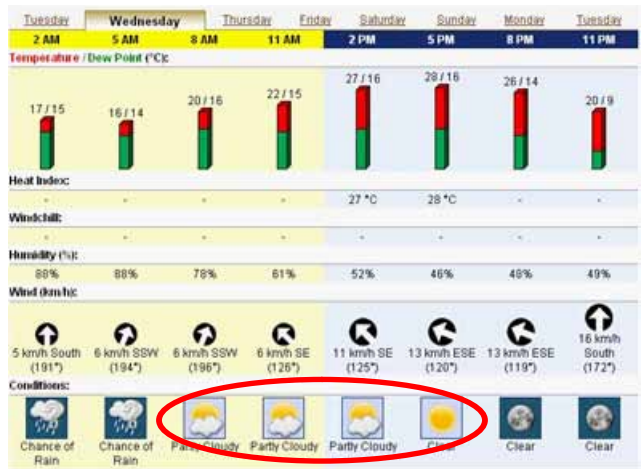 Tuesday Wednesday Thursday Friday Saturday Sunday Monday Tuesday
2 AM 5 AM 8 AM 11 AM 2 PM 5 PM 8 PM 11 PM
Temperature / Dew Point (°C):
17 / 15 16 / 14 20 / 16 22 / 15 27 / 16 28 / 16 26 / 14 20 / 9
Heat Index:
- - - - 27 °C 28 °C - -
Windchill:
- - - - - - - -
Humidity (%):
88% 88% 78% 61% 52% 46% 48% 49%
Wind (km/h):
5 km/h South 6 km/h SSW 6 km/h SSW 6 km/h SE 11 km/h SE 13 km/h ESE 13 km/h ESE 16 km/h South
(191°) (194°) (196°) (126°) (125°) (120°) (119°) (172°)
Conditions:
Chance of Rain Chance of Rain Partly Cloudy Partly Cloudy Partly Cloudy Clear Clear Clear